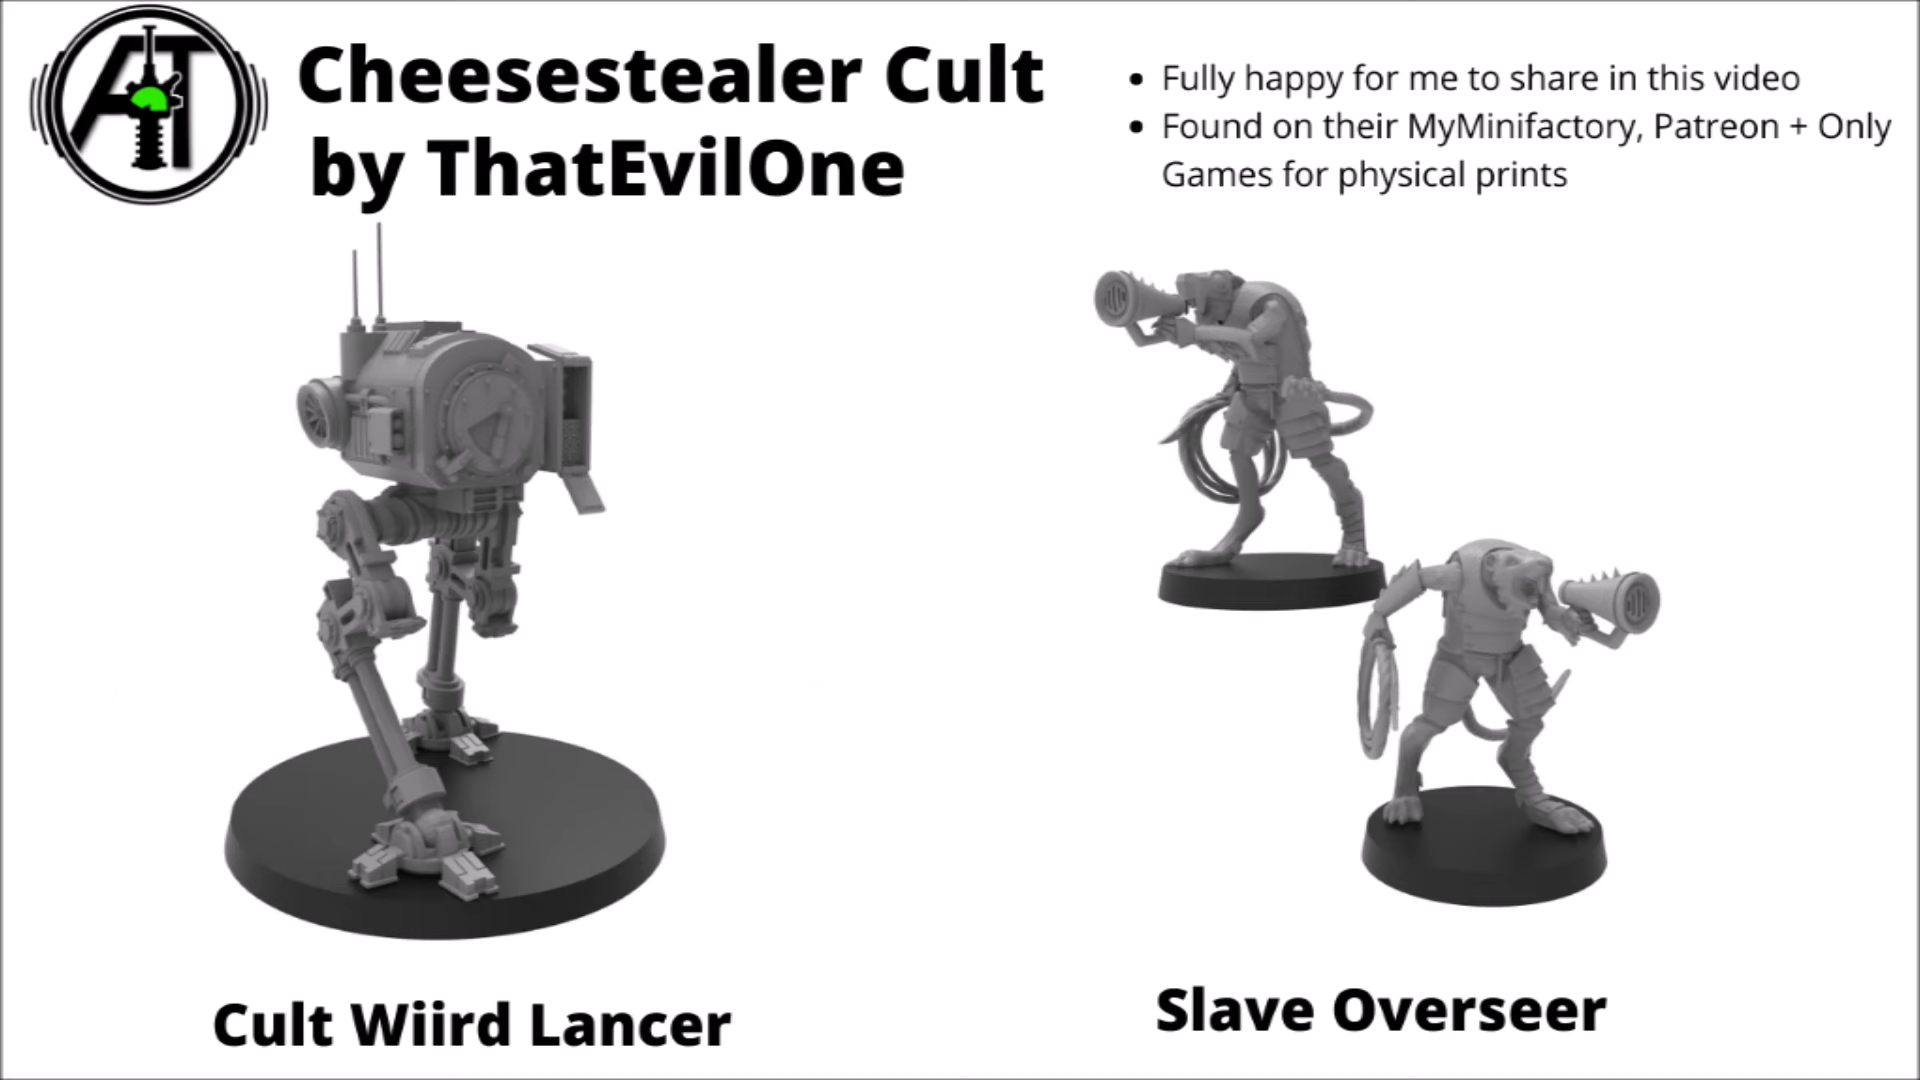 AT
Cheesestealer Cult
by ThatEvilOne
• Fully happy for me to share in this video
• Found on their MyMinifactory, Patreon + Only
Games for physical prints
Cult Wiird Lancer
Slave Overseer